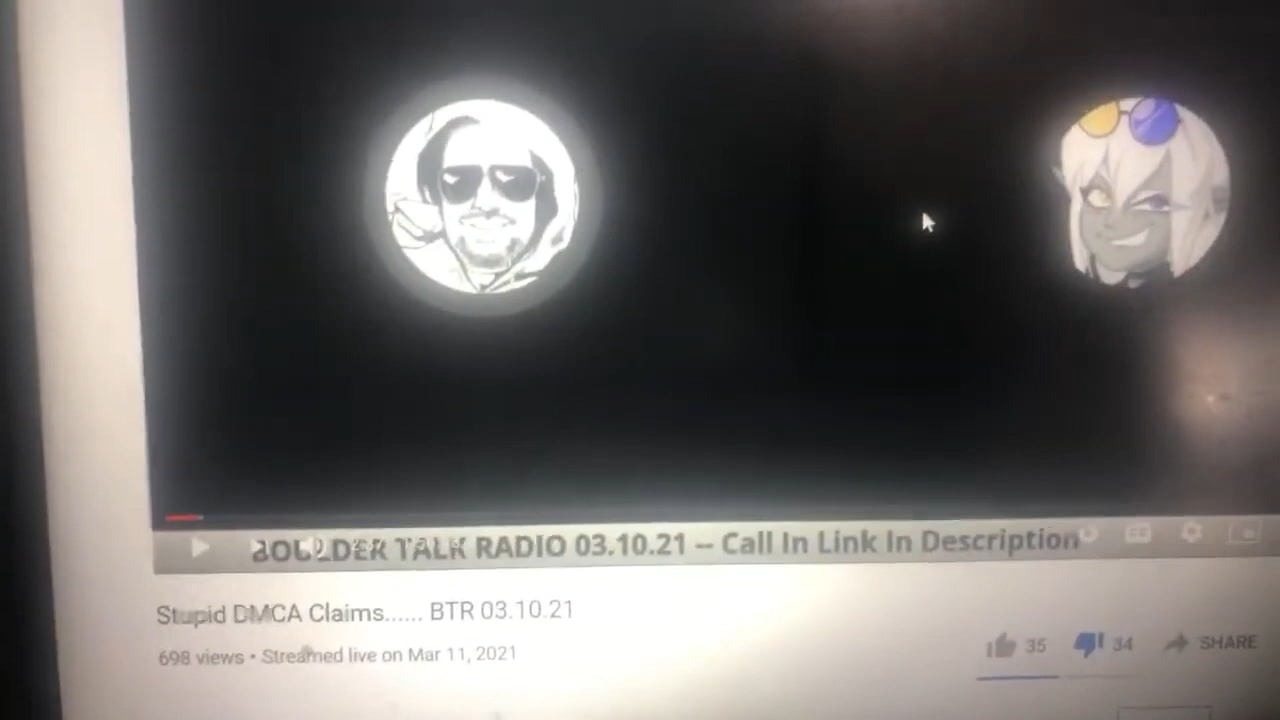 BOULDER TALK RADIO 03.10.21 -- Call In Link In Description
Stupid DMCA Claims...... BTR 03.10.21
698 views • Streamed live on Mar 11, 2021
35 34 SHARE